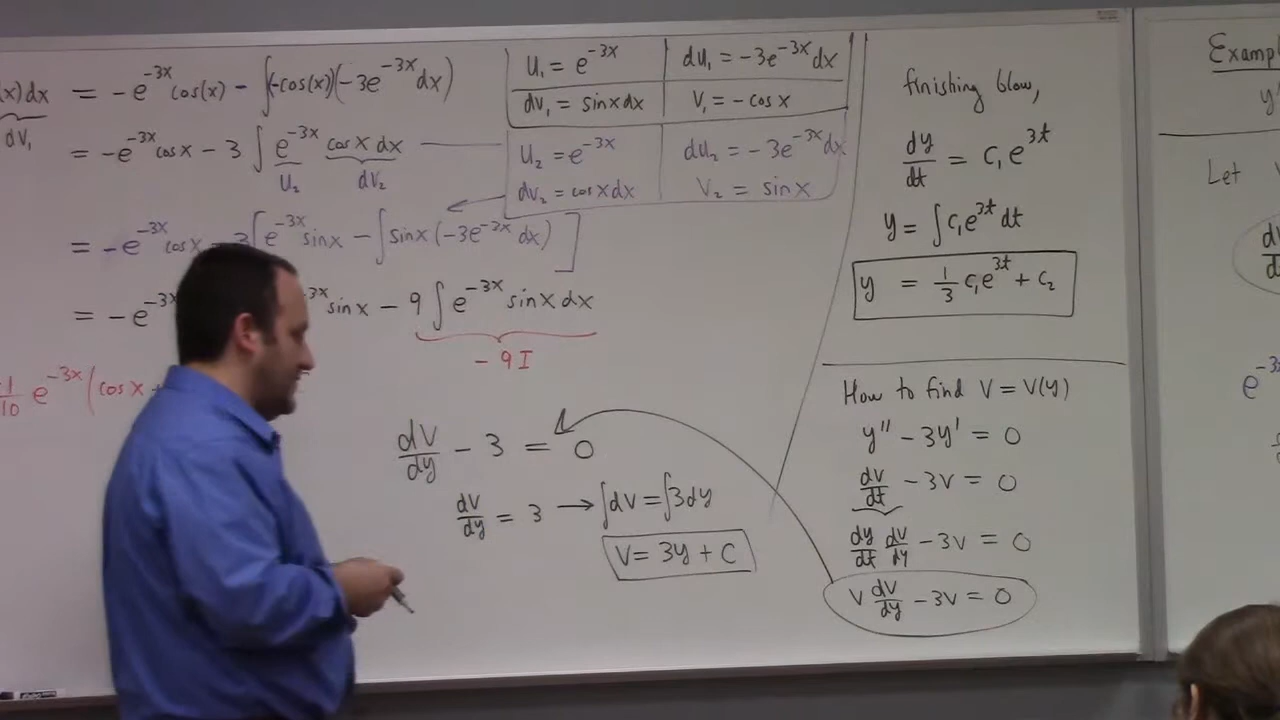 (x)dx = -e^{-3x} cos(x) - ∫(-cos(x))(-3e^{-3x} dx)
dV₁
= -e^{-3x} cos x - 3 ∫ e^{-3x} cos x dx
U₂ dV₂
= -e^{-3x} cos x - 3[e^{-3x} sin x - ∫ sin x (-3e^{-3x} dx)]
= -e^{-3x} sin x - 9 ∫ e^{-3x} sin x dx
- 9 I
1/10 e^{-3x} (cos x +
U₁ = e^{-3x} du₁ = -3e^{-3x} dx
dv₁ = sin x dx V₁ = -cos x
U₂ = e^{-3x} du₂ = -3e^{-3x} dx
dv₂ = cos x dx V₂ = sin x
dv/dy - 3 = 0
dv/dy = 3 → ∫dv = ∫3dy
V = 3y + C
finishing blow,
dy/dt = c₁e^{3t}
y = ∫c₁e^{3t} dt
y = 1/3 c₁e^{3t} + c₂
How to find V = V(y)
y'' - 3y' = 0
dv/dt - 3v = 0
dy/dt dv/dy - 3v = 0
v dv/dy - 3v = 0
Exampl
y'
Let
dv
e^{-3x}